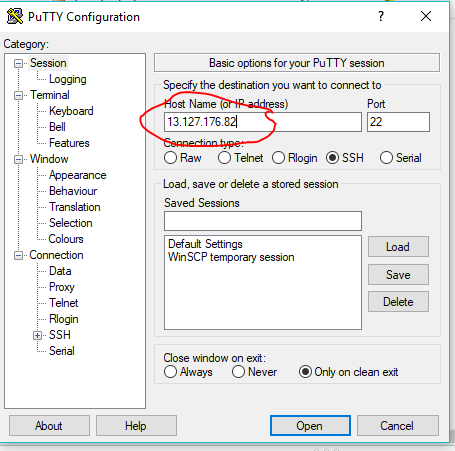 PuTTY Configuration
Category:
Session
Logging
Terminal
Keyboard
Bell
Features
Window
Appearance
Behaviour
Translation
Selection
Colours
Connection
Data
Proxy
Telnet
Rlogin
SSH
Serial
Basic options for your PuTTY session
Specify the destination you want to connect to
Host Name (or IP address) Port
13.127.176.82 22
Connection type:
Raw Telnet Rlogin SSH Serial
Load, save or delete a stored session
Saved Sessions
Default Settings
WinSCP temporary session
Load
Save
Delete
Close window on exit:
Always Never Only on clean exit
About Help Open Cancel